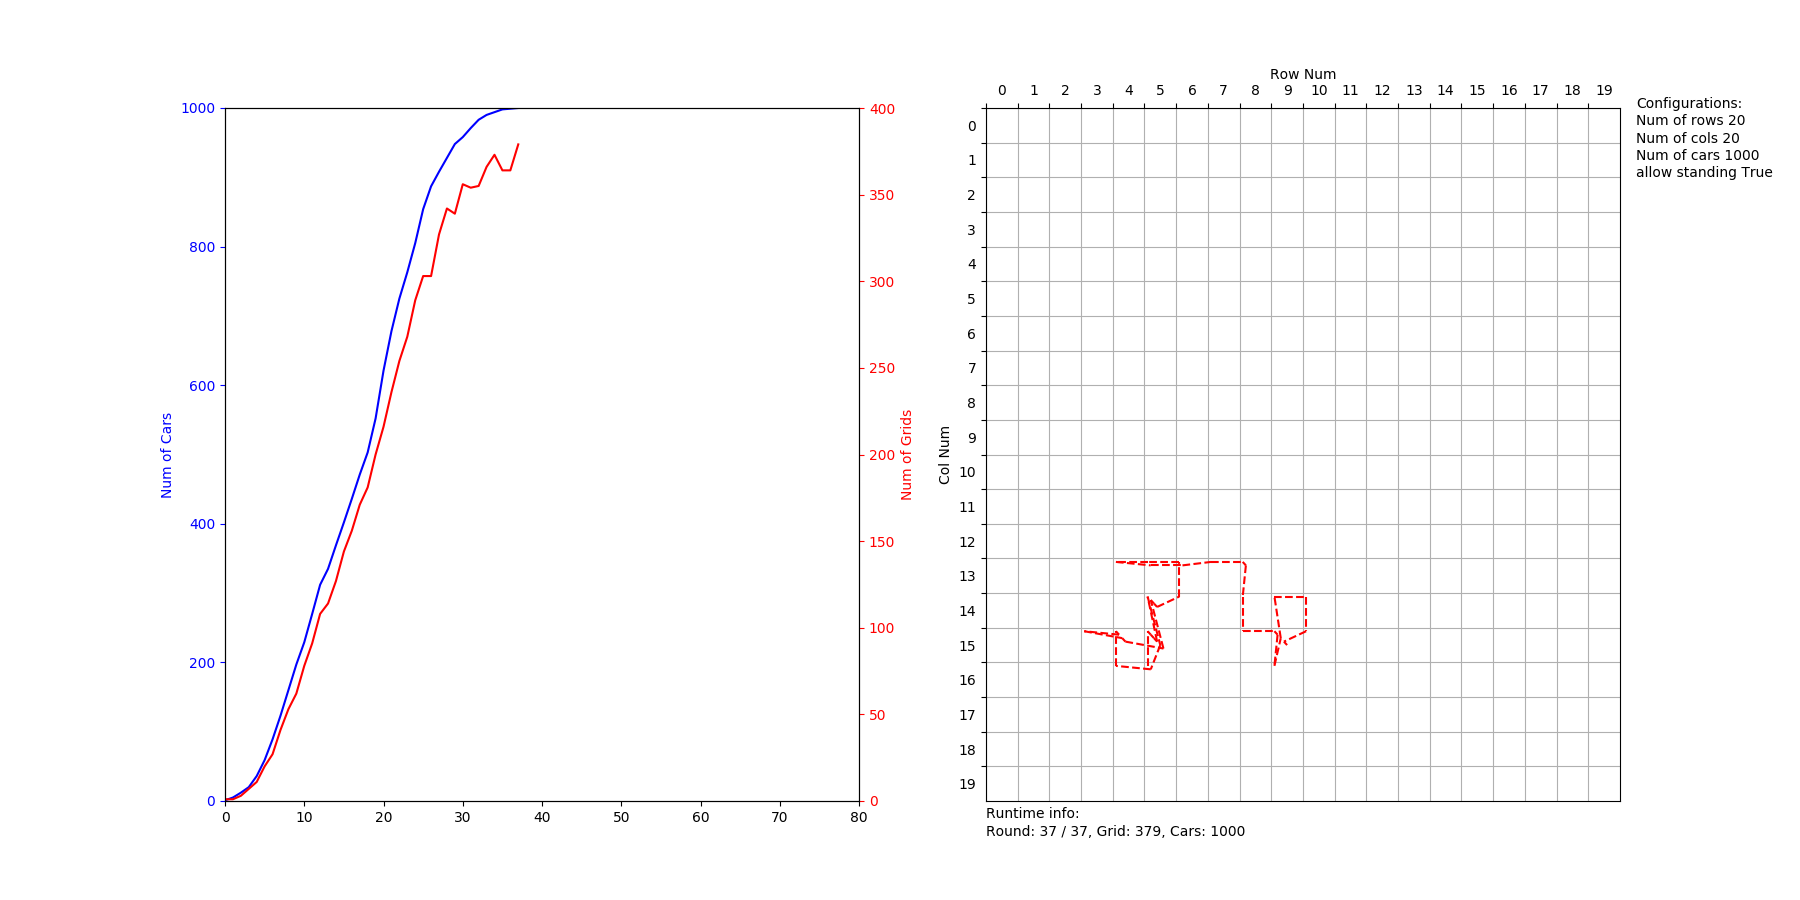 1000
800
600
400
200
0
Num of Cars
0 10 20 30 40 50 60 70 80
400
350
300
250
200
150
100
50
0
Num of Grids
Row Num
0 1 2 3 4 5 6 7 8 9 10 11 12 13 14 15 16 17 18 19
Col Num
0
1
2
3
4
5
6
7
8
9
10
11
12
13
14
15
16
17
18
19
Configurations:
Num of rows 20
Num of cols 20
Num of cars 1000
allow standing True
Runtime info:
Round: 37 / 37, Grid: 379, Cars: 1000